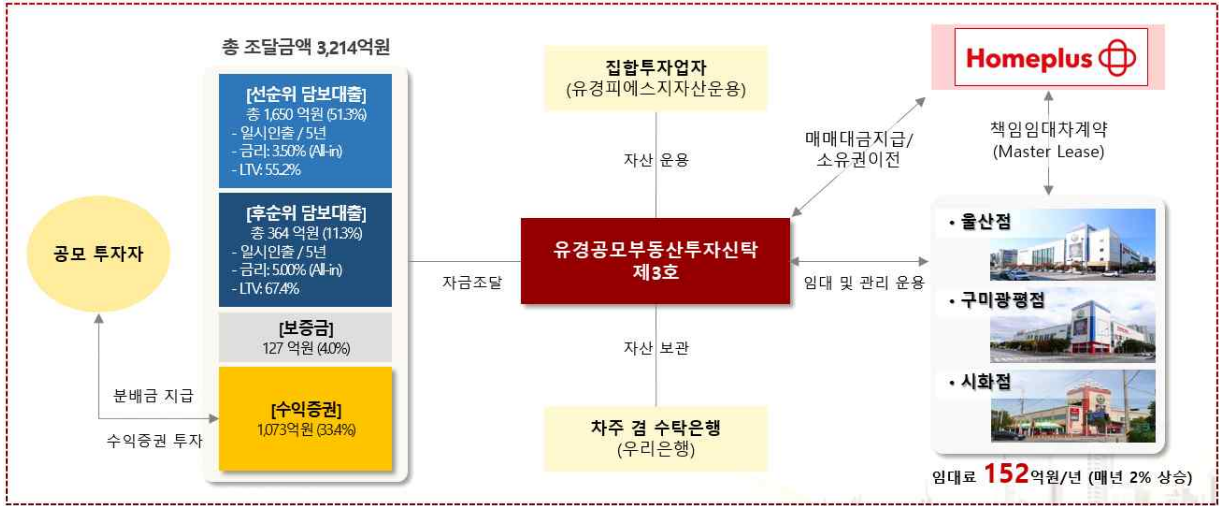 총 조달금액 3,214억원
[선순위 담보대출]
총 1,650 억원 (51.3%)
- 일시인출 / 5년
- 금리: 3.50% (All-in)
- LTV: 55.2%
[후순위 담보대출]
총 364 억원 (11.3%)
- 일시인출 / 5년
- 금리: 5.00% (All-in)
- LTV: 67.4%
[보증금]
127 억원 (4.0%)
[수익증권]
1,073억원 (33.4%)
공모 투자자
분배금 지급
수익증권 투자
자금조달
집합투자업자
(유경피에스지자산운용)
자산 운용
유경공모부동산투자신탁
제3호
자산 보관
차주 겸 수탁은행
(우리은행)
Homeplus
매매대금지급/
소유권이전
책임임대차계약
(Master Lease)
임대 및 관리 운용
• 울산점
• 구미광평점
• 시화점
임대료 152억원/년 (매년 2% 상승)